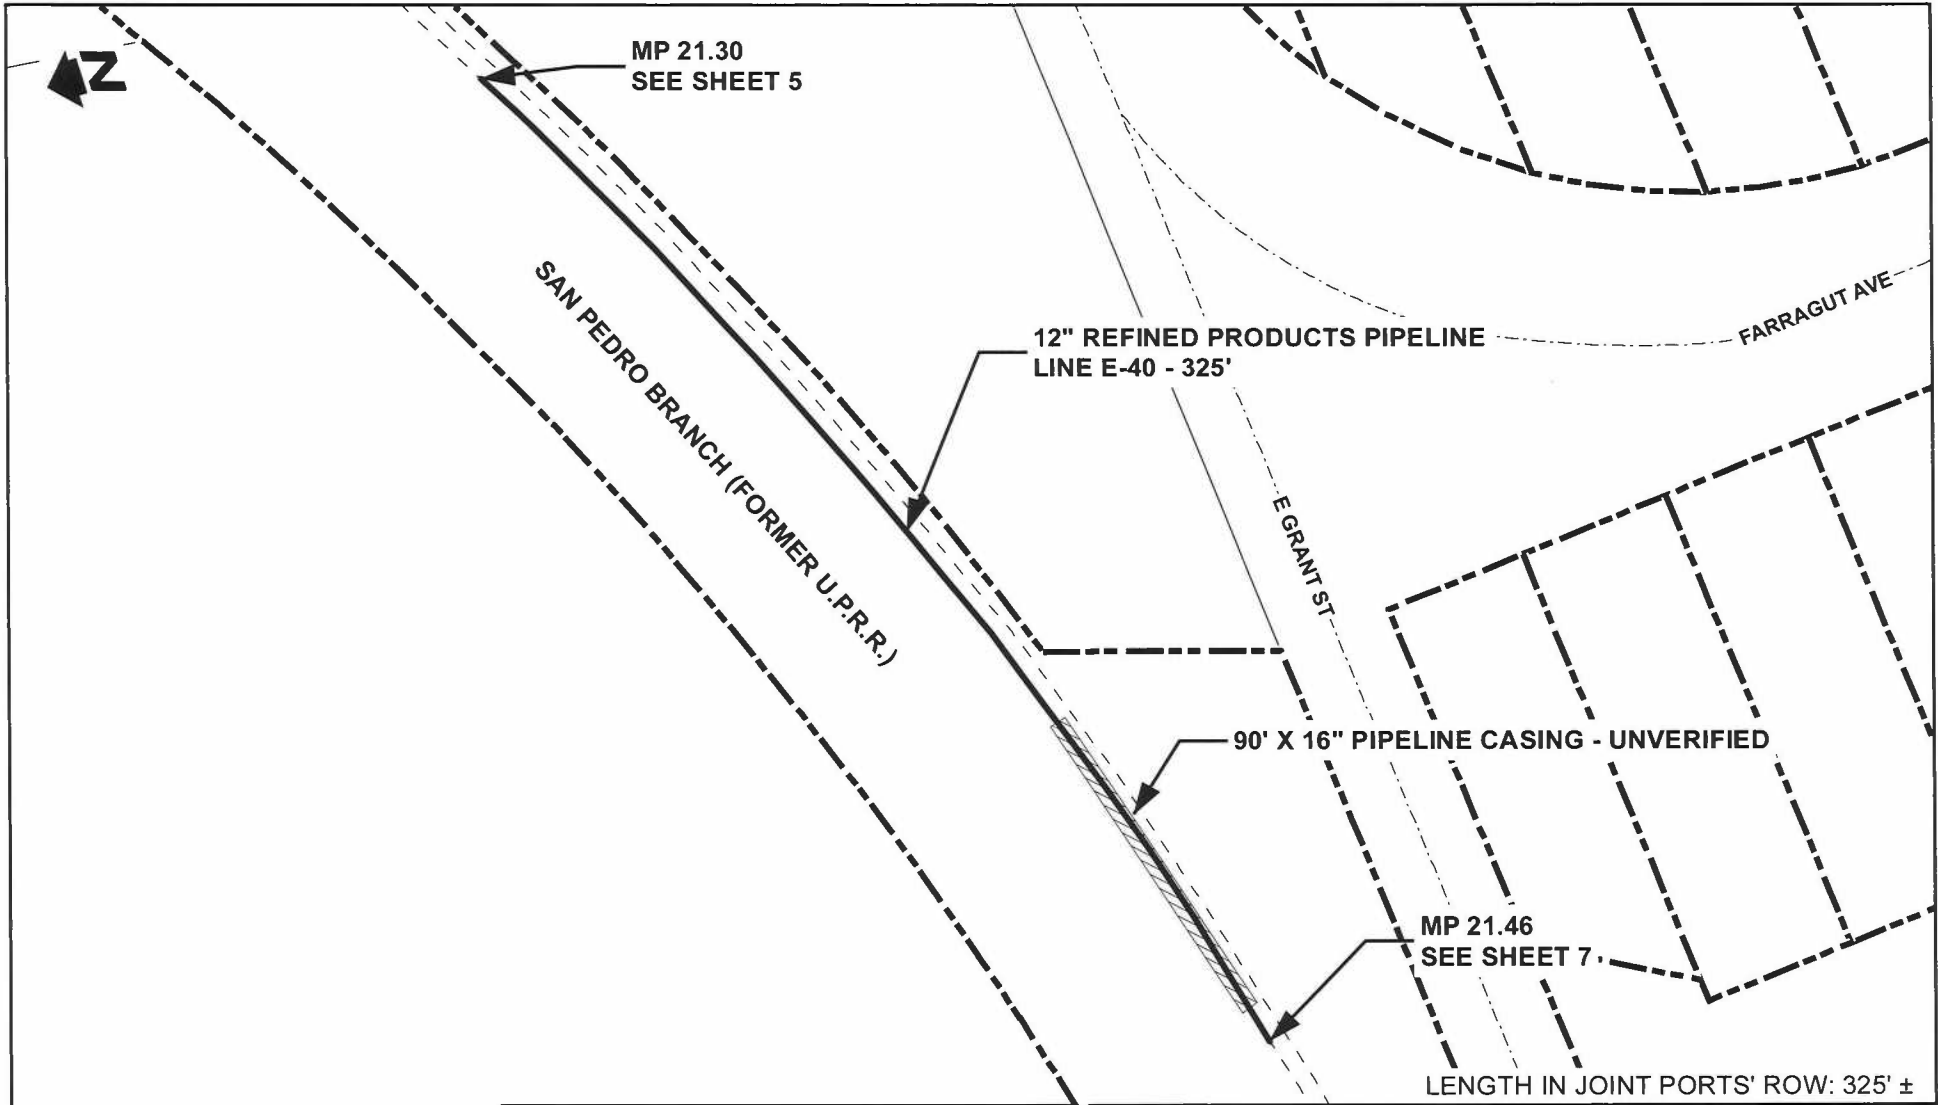 N
MP 21.30
SEE SHEET 5
SAN PEDRO BRANCH (FORMER U.P.R.R.)
12" REFINED PRODUCTS PIPELINE
LINE E-40 - 325'
FARRAGUT AVE
E GRANT ST
90' X 16" PIPELINE CASING - UNVERIFIED
MP 21.46
SEE SHEET 7
LENGTH IN JOINT PORTS' ROW: 325' ±